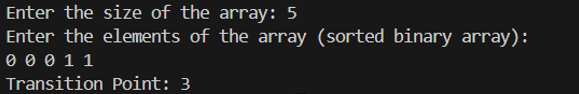 Enter the size of the array: 5
Enter the elements of the array (sorted binary array):
0 0 0 1 1
Transition Point: 3